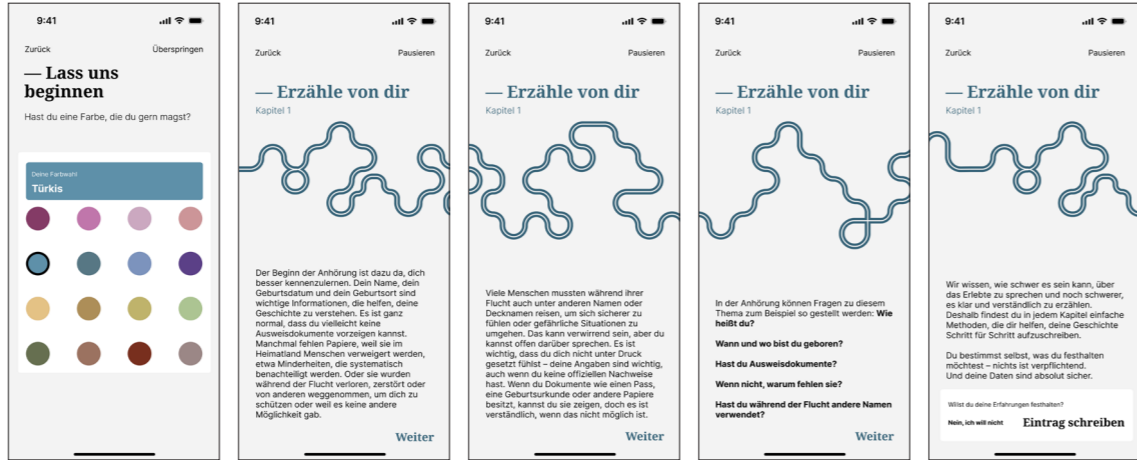 9:41
Zurück
Überspringen
— Lass uns
beginnen
Hast du eine Farbe, die du gern magst?
Deine Farbwahl
Türkis
9:41
Zurück
Pausieren
— Erzähle von dir
Kapitel 1
Der Beginn der Anhörung ist dazu da, dich
besser kennenzulernen. Dein Name, dein
Geburtsdatum und dein Geburtsort sind
wichtige Informationen, die helfen, deine
Geschichte zu verstehen. Es ist ganz
normal, dass du vielleicht keine
Ausweisdokumente vorzeigen kannst.
Manchmal fehlen Papiere, weil sie im
Heimatland Menschen verweigert werden,
etwa Minderheiten, die systematisch
benachteiligt werden. Oder sie wurden
während der Flucht verloren, zerstört oder
von anderen weggenommen, um dich zu
schützen oder weil es keine andere
Möglichkeit gab.
Weiter
9:41
Zurück
Pausieren
— Erzähle von dir
Kapitel 1
Viele Menschen mussten während ihrer
Flucht auch unter anderen Namen oder
Decknamen reisen, um sich sicherer zu
fühlen oder gefährliche Situationen zu
umgehen. Das kann verwirrend sein, aber du
kannst offen darüber sprechen. Es ist
wichtig, dass du dich nicht unter Druck
gesetzt fühlst – deine Angaben sind wichtig,
auch wenn du keine offiziellen Nachweise
hast. Wenn du Dokumente wie einen Pass,
eine Geburtsurkunde oder andere Papiere
besitzt, kannst du sie zeigen, doch es ist
verständlich, wenn das nicht möglich ist.
Weiter
9:41
Zurück
Pausieren
— Erzähle von dir
Kapitel 1
In der Anhörung können Fragen zu diesem
Thema zum Beispiel so gestellt werden: Wie
heißt du?
Wann und wo bist du geboren?
Hast du Ausweisdokumente?
Wenn nicht, warum fehlen sie?
Hast du während der Flucht andere Namen
verwendet?
Weiter
9:41
Zurück
Pausieren
— Erzähle von dir
Kapitel 1
Wir wissen, wie schwer es sein kann, über
das Erlebte zu sprechen und noch schwerer,
es klar und verständlich zu erzählen.
Deshalb findest du in jedem Kapitel einfache
Methoden, die dir helfen, deine Geschichte
Schritt für Schritt aufzuschreiben.
Du bestimmst selbst, was du festhalten
möchtest – nichts ist verpflichtend.
Und deine Daten sind absolut sicher.
Willst du deine Erfahrungen festhalten?
Nein, ich will nicht
Eintrag schreiben